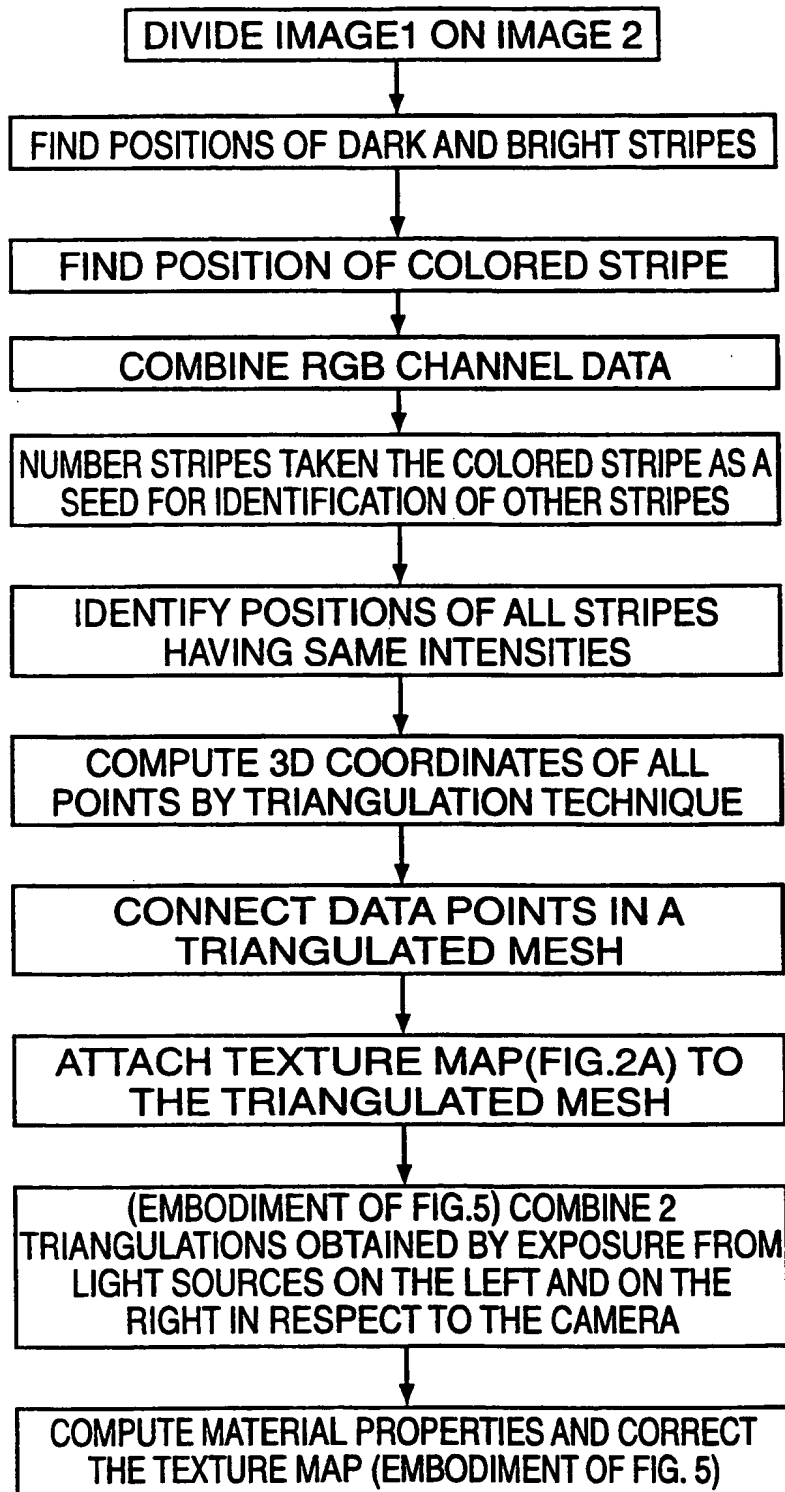 DIVIDE IMAGE1 ON IMAGE 2
FIND POSITIONS OF DARK AND BRIGHT STRIPES
FIND POSITION OF COLORED STRIPE
COMBINE RGB CHANNEL DATA
NUMBER STRIPES TAKEN THE COLORED STRIPE AS A
SEED FOR IDENTIFICATION OF OTHER STRIPES
IDENTIFY POSITIONS OF ALL STRIPES
HAVING SAME INTENSITIES
COMPUTE 3D COORDINATES OF ALL
POINTS BY TRIANGULATION TECHNIQUE
CONNECT DATA POINTS IN A
TRIANGULATED MESH
ATTACH TEXTURE MAP(FIG.2A) TO
THE TRIANGULATED MESH
(EMBODIMENT OF FIG.5) COMBINE 2
TRIANGULATIONS OBTAINED BY EXPOSURE FROM
LIGHT SOURCES ON THE LEFT AND ON THE
RIGHT IN RESPECT TO THE CAMERA
COMPUTE MATERIAL PROPERTIES AND CORRECT
THE TEXTURE MAP (EMBODIMENT OF FIG. 5)